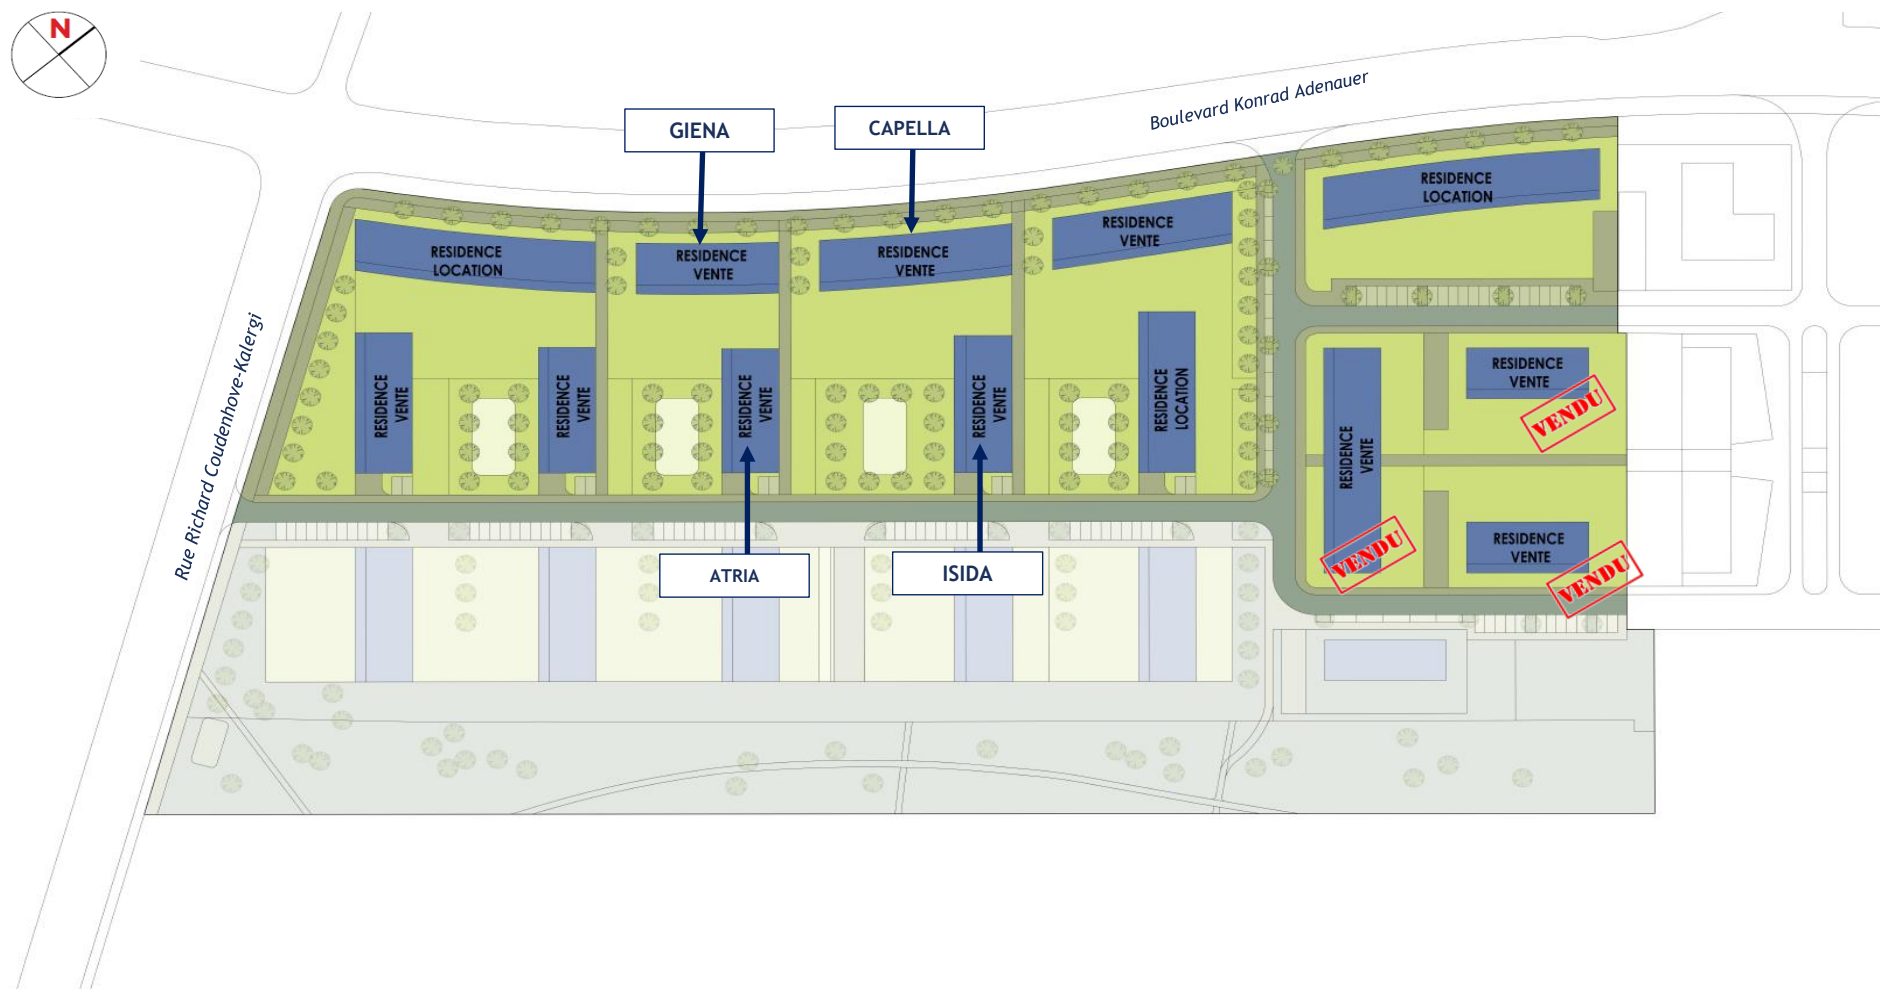 N
Boulevard Konrad Adenauer
GIENA
CAPELLA
RESIDENCE
LOCATION
RESIDENCE
VENTE
RESIDENCE
VENTE
RESIDENCE
VENTE
RESIDENCE
LOCATION
Rue Richard Coudenhove-Kalergi
RESIDENCE
VENTE
RESIDENCE
VENTE
RESIDENCE
VENTE
RESIDENCE
VENTE
RESIDENCE
LOCATION
RESIDENCE
VENTE
VENDU
RESIDENCE
VENTE
VENDU
RESIDENCE
VENTE
VENDU
ATRIA
ISIDA